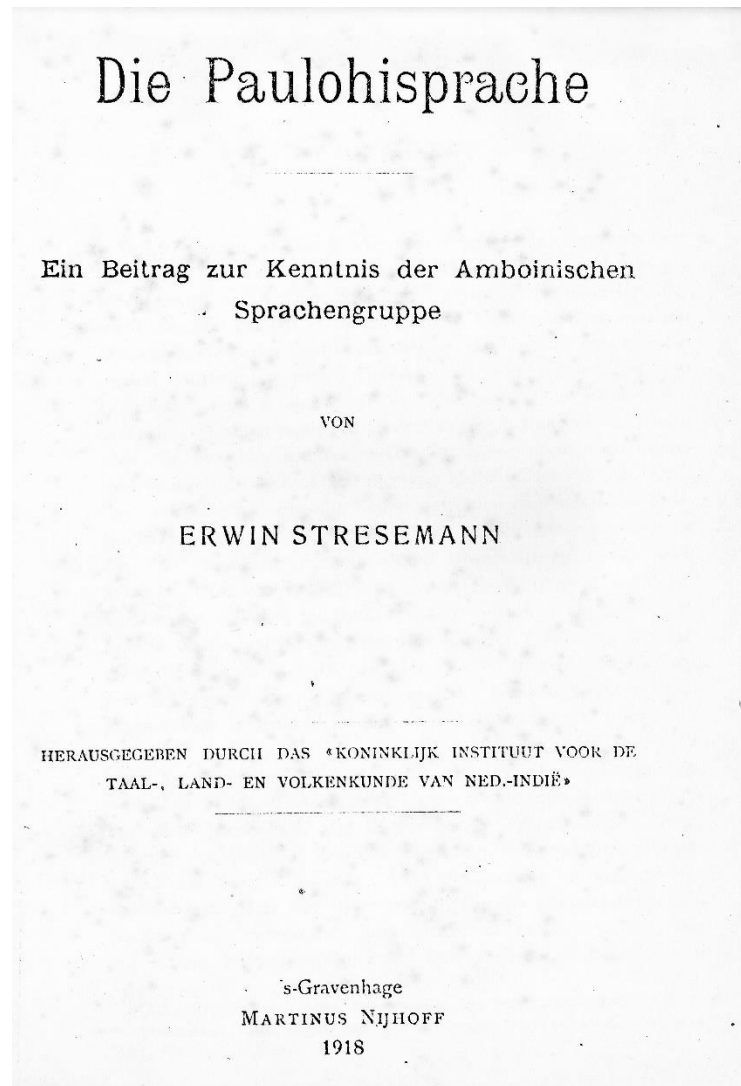 Die Paulohisprache
Ein Beitrag zur Kenntnis der Amboinischen
Sprachengruppe
VON
ERWIN STRESEMANN
HERAUSGEGEBEN DURCH DAS «KONINKLIJK INSTITUUT VOOR DE
TAAL-, LAND- EN VOLKENKUNDE VAN NED.-INDIË»
's-Gravenhage
MARTINUS NIJHOFF
1918